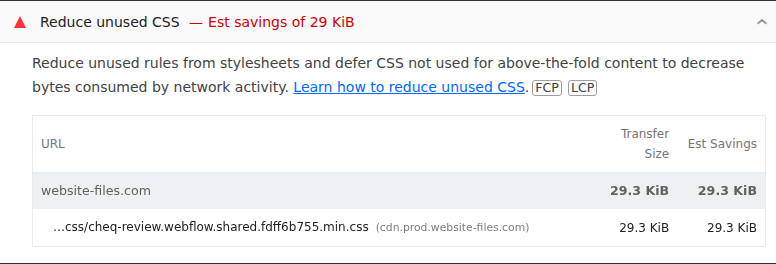 Reduce unused CSS — Est savings of 29 KiB
Reduce unused rules from stylesheets and defer CSS not used for above-the-fold content to decrease
bytes consumed by network activity. Learn how to reduce unused CSS. FCP LCP
URL Transfer Size Est Savings
website-files.com 29.3 KiB 29.3 KiB
…css/cheq-review.webflow.shared.fdff6b755.min.css (cdn.prod.website-files.com) 29.3 KiB 29.3 KiB